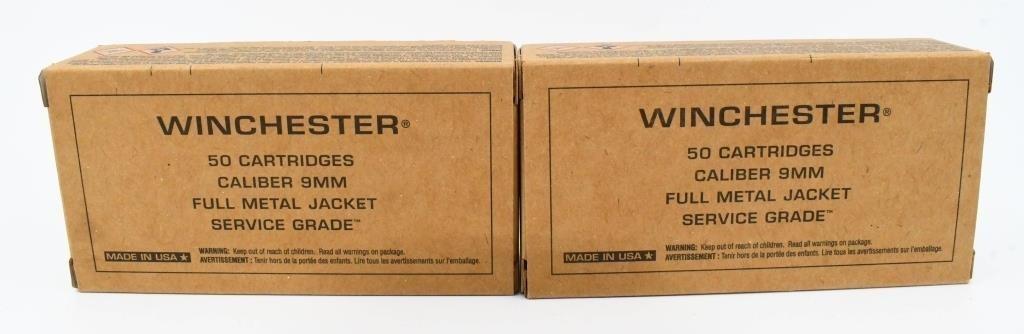 WINCHESTER®
50 CARTRIDGES
CALIBER 9MM
FULL METAL JACKET
SERVICE GRADE™
MADE IN USA ★
WARNING: Keep out of reach of children. Read all warnings on package.
AVERTISSEMENT : Tenir hors de la portée des enfants. Lire tous les avertissements sur l'emballage.
WINCHESTER®
50 CARTRIDGES
CALIBER 9MM
FULL METAL JACKET
SERVICE GRADE™
MADE IN USA ★
WARNING: Keep out of reach of children. Read all warnings on package.
AVERTISSEMENT : Tenir hors de la portée des enfants. Lire tous les avertissements sur l'emballage.